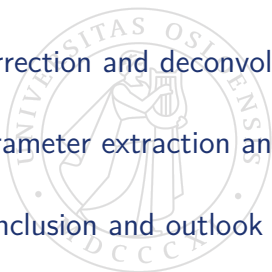 rrection and deconvol
rameter extraction an
nclusion and outlook